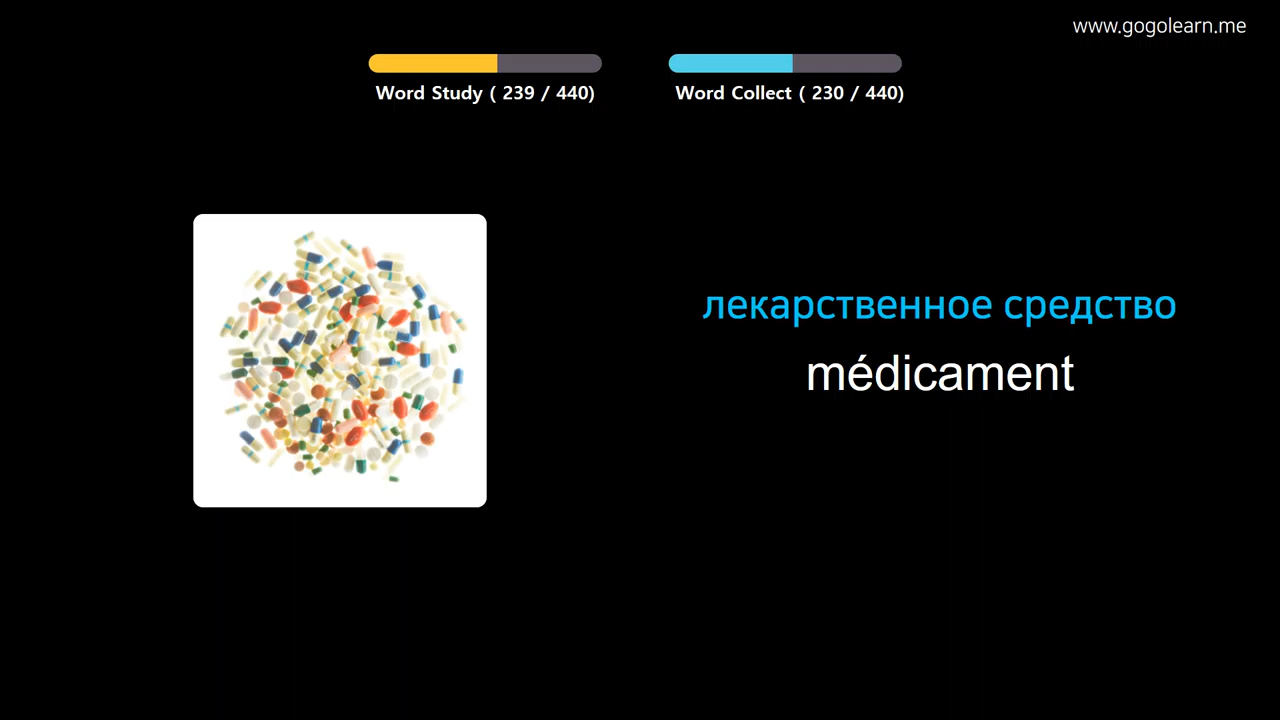 www.gogolearn.me
Word Study ( 239 / 440)
Word Collect ( 230 / 440)
лекарственное средство
médicament